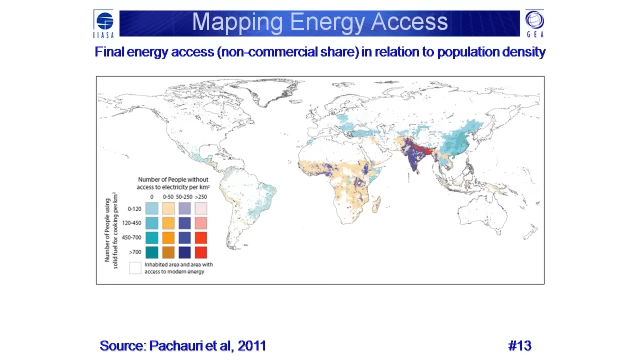 IIASA
Mapping Energy Access
GEA
Final energy access (non-commercial share) in relation to population density
Number of People without
access to electricity per km²
0 0-50 50-250 >250
Number of People using
solid fuel for cooking per km²
0-120
120-450
450-700
>700
Inhabited area and area with
access to modern energy
Source: Pachauri et al, 2011
#13